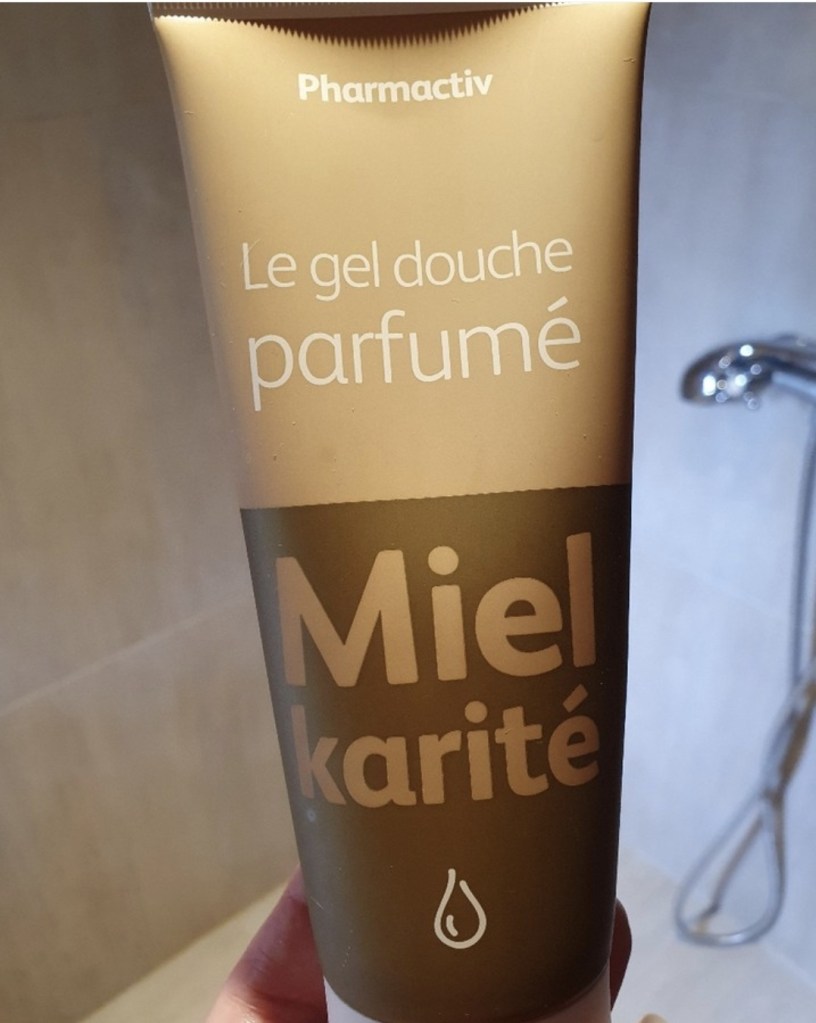 Pharmactiv
Le gel douche
parfumé
Miel
karité